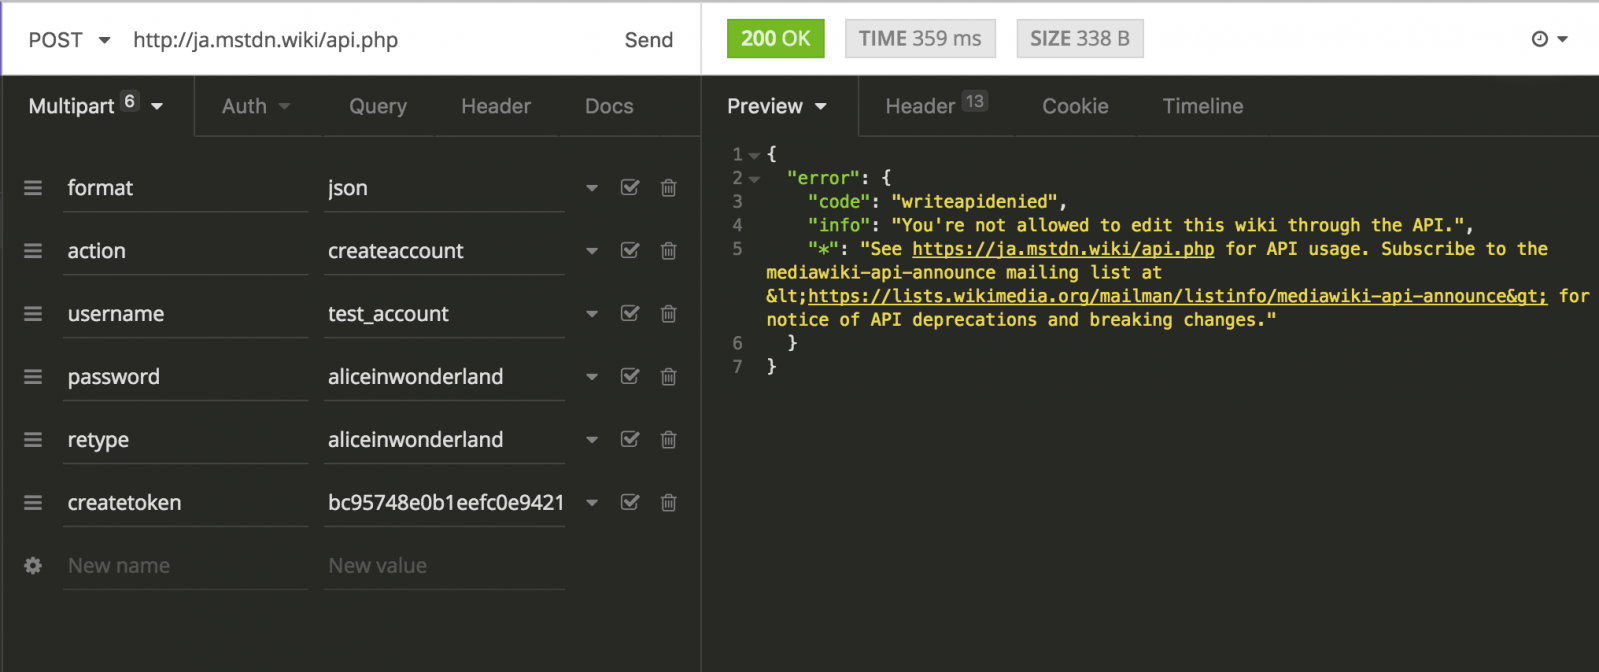 POST http://ja.mstdn.wiki/api.php Send
200 OK TIME 359 ms SIZE 338 B
Multipart 6 Auth Query Header Docs
Preview Header 13 Cookie Timeline
format json
action createaccount
username test_account
password aliceinwonderland
retype aliceinwonderland
createtoken bc95748e0b1eefc0e9421
New name New value
1 {
2 "error": {
3 "code": "writeapidenied",
4 "info": "You're not allowed to edit this wiki through the API.",
5 "*": "See https://ja.mstdn.wiki/api.php for API usage. Subscribe to the
mediawiki-api-announce mailing list at
&lt;https://lists.wikimedia.org/mailman/listinfo/mediawiki-api-announce&gt; for
notice of API deprecations and breaking changes."
6 }
7 }